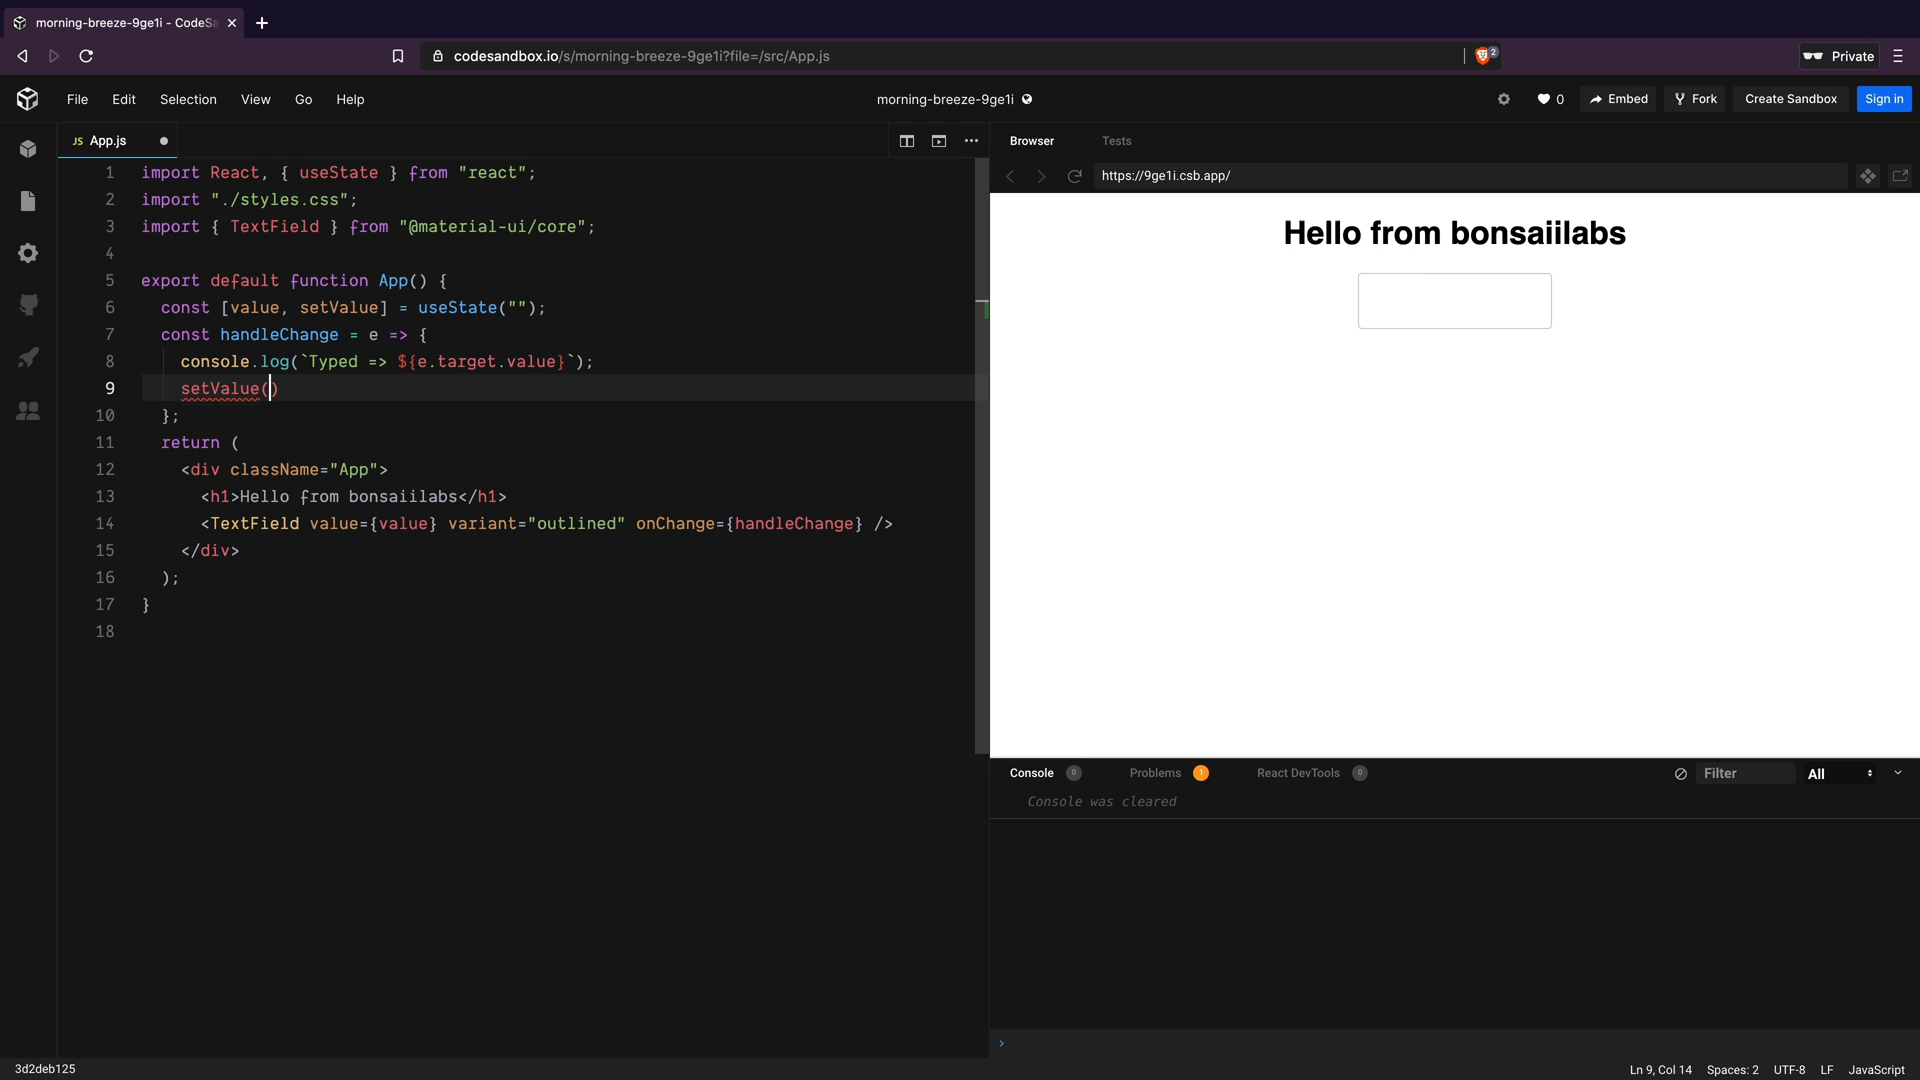 morning-breeze-9ge1i - CodeSa
codesandbox.io/s/morning-breeze-9ge1i?file=/src/App.js
2
Private
File Edit Selection View Go Help
morning-breeze-9ge1i
0 Embed Fork Create Sandbox Sign in
JS App.js
1 import React, { useState } from "react";
2 import "./styles.css";
3 import { TextField } from "@material-ui/core";
4
5 export default function App() {
6 const [value, setValue] = useState("");
7 const handleChange = e => {
8 console.log(`Typed => ${e.target.value}`);
9 setValue()
10 };
11 return (
12 <div className="App">
13 <h1>Hello from bonsaiilabs</h1>
14 <TextField value={value} variant="outlined" onChange={handleChange} />
15 </div>
16 );
17 }
18
Browser Tests
https://9ge1i.csb.app/
Hello from bonsaiilabs
Console 0 Problems 1 React DevTools 0 Filter All
Console was cleared
3d2deb125
Ln 9, Col 14 Spaces: 2 UTF-8 LF JavaScript